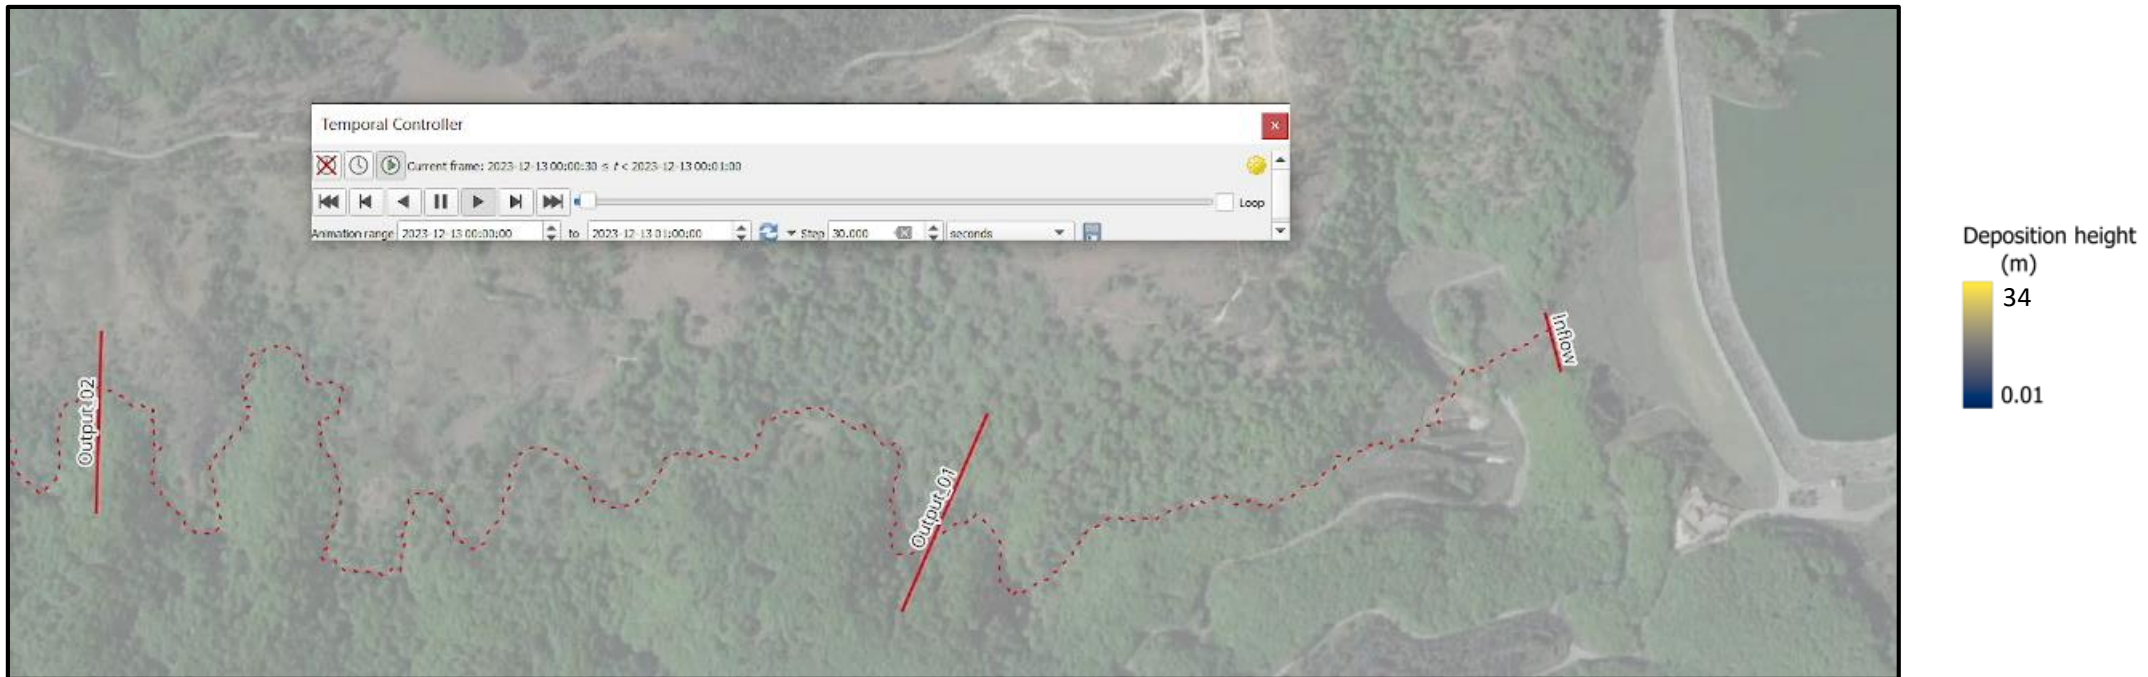 Temporal Controller
Current frame: 2023-12-13 00:00:30 ≤ t < 2023-12-13 00:01:00
Loop
Animation range 2023-12-13 00:00:00 to 2023-12-13 01:00:00 Step 30.000 seconds
Inflow
Output_01
Output_02
Deposition height
(m)
34
0.01